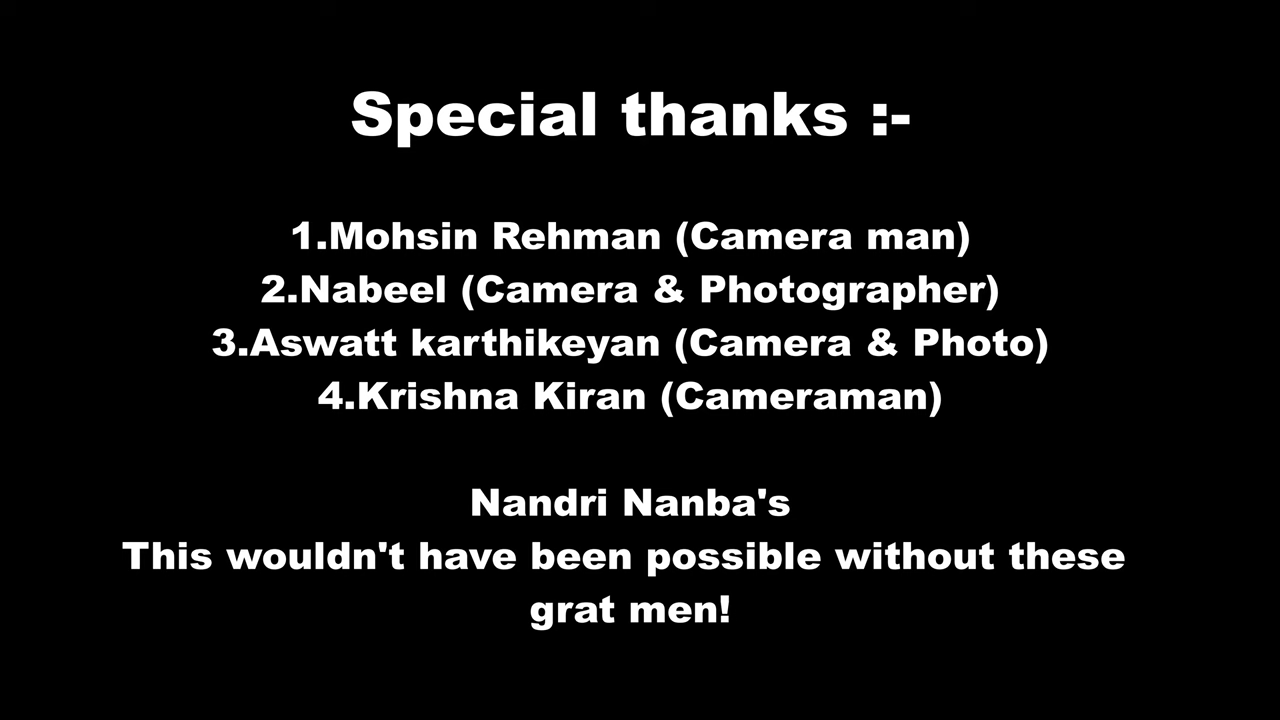 Special thanks :-
1.Mohsin Rehman (Camera man)
2.Nabeel (Camera & Photographer)
3.Aswatt karthikeyan (Camera & Photo)
4.Krishna Kiran (Cameraman)
Nandri Nanba's
This wouldn't have been possible without these
grat men!